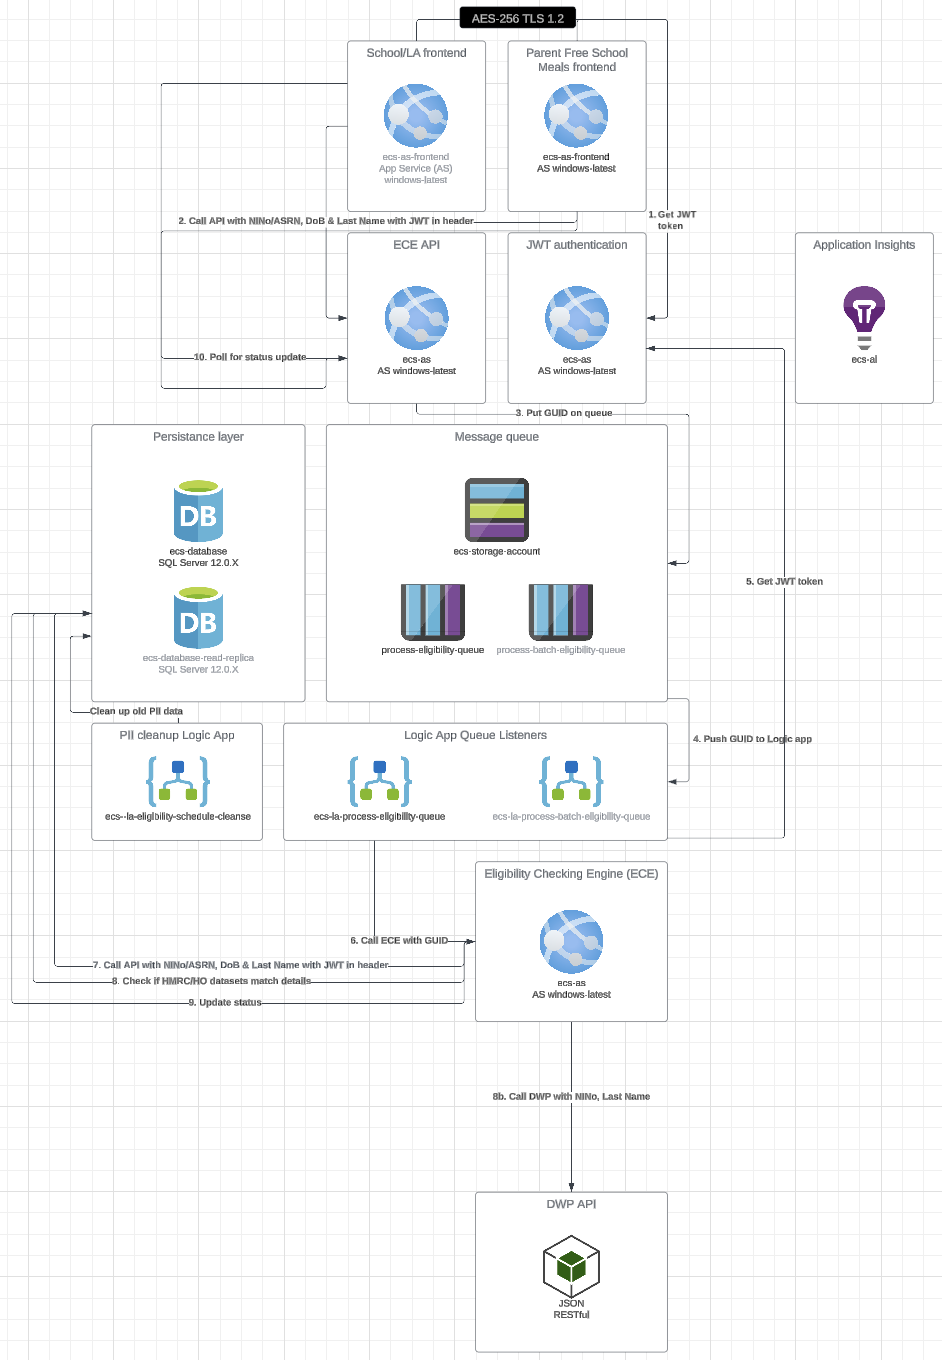 AES-256 TLS 1.2
School/LA frontend
ecs-as-frontend
App Service (AS)
windows-latest
Parent Free School
Meals frontend
ecs-as-frontend
AS windows-latest
2. Call API with NINo/ASRN, DoB & Last Name with JWT in header
1. Get JWT
token
ECE API
ecs-as
AS windows-latest
JWT authentication
ecs-as
AS windows-latest
Application Insights
ecs-ai
10. Poll for status update
3. Put GUID on queue
Persistance layer
ecs-database
SQL Server 12.0.X
ecs-database-read-replica
SQL Server 12.0.X
Message queue
ecs-storage-account
process-eligibility-queue
process-batch-eligibility-queue
5. Get JWT token
Clean up old PII data
4. Push GUID to Logic app
PII cleanup Logic App
ecs--la-eligibility-schedule-cleanse
Logic App Queue Listeners
ecs-la-process-eligibility-queue
ecs-la-process-batch-eligibility-queue
Eligibility Checking Engine (ECE)
ecs-as
AS windows-latest
6. Call ECE with GUID
7. Call API with NINo/ASRN, DoB & Last Name with JWT in header
8. Check if HMRC/HO datasets match details
9. Update status
8b. Call DWP with NINo, Last Name
DWP API
JSON
RESTful